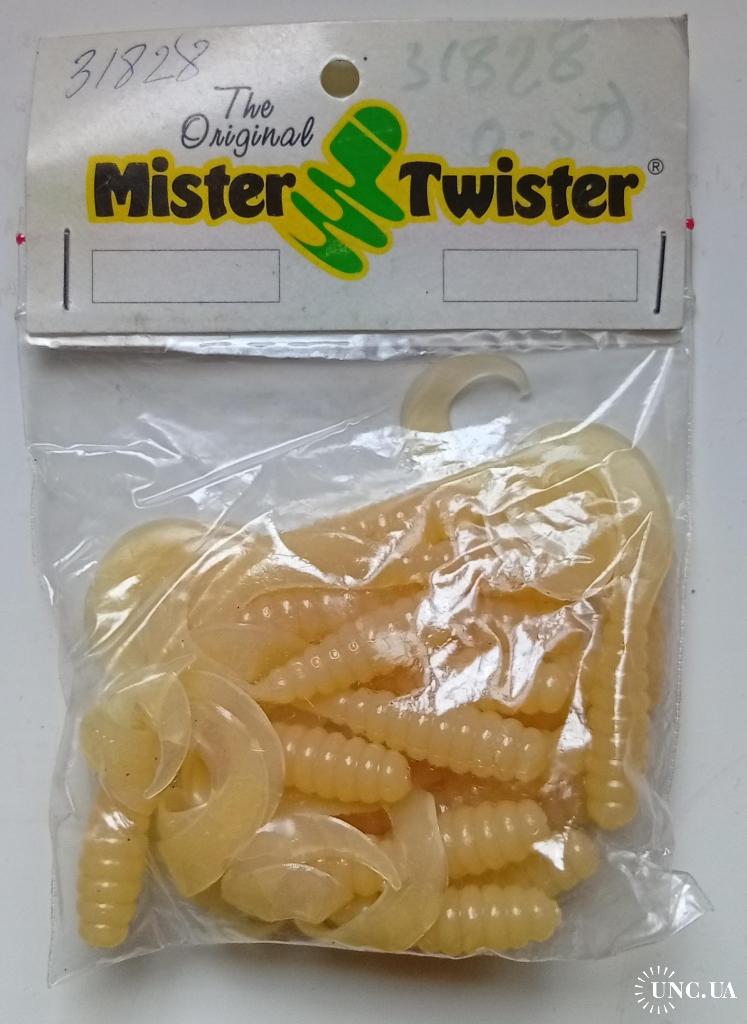 31828
31828
The
Original
Mister Twister ®
UNC.UA